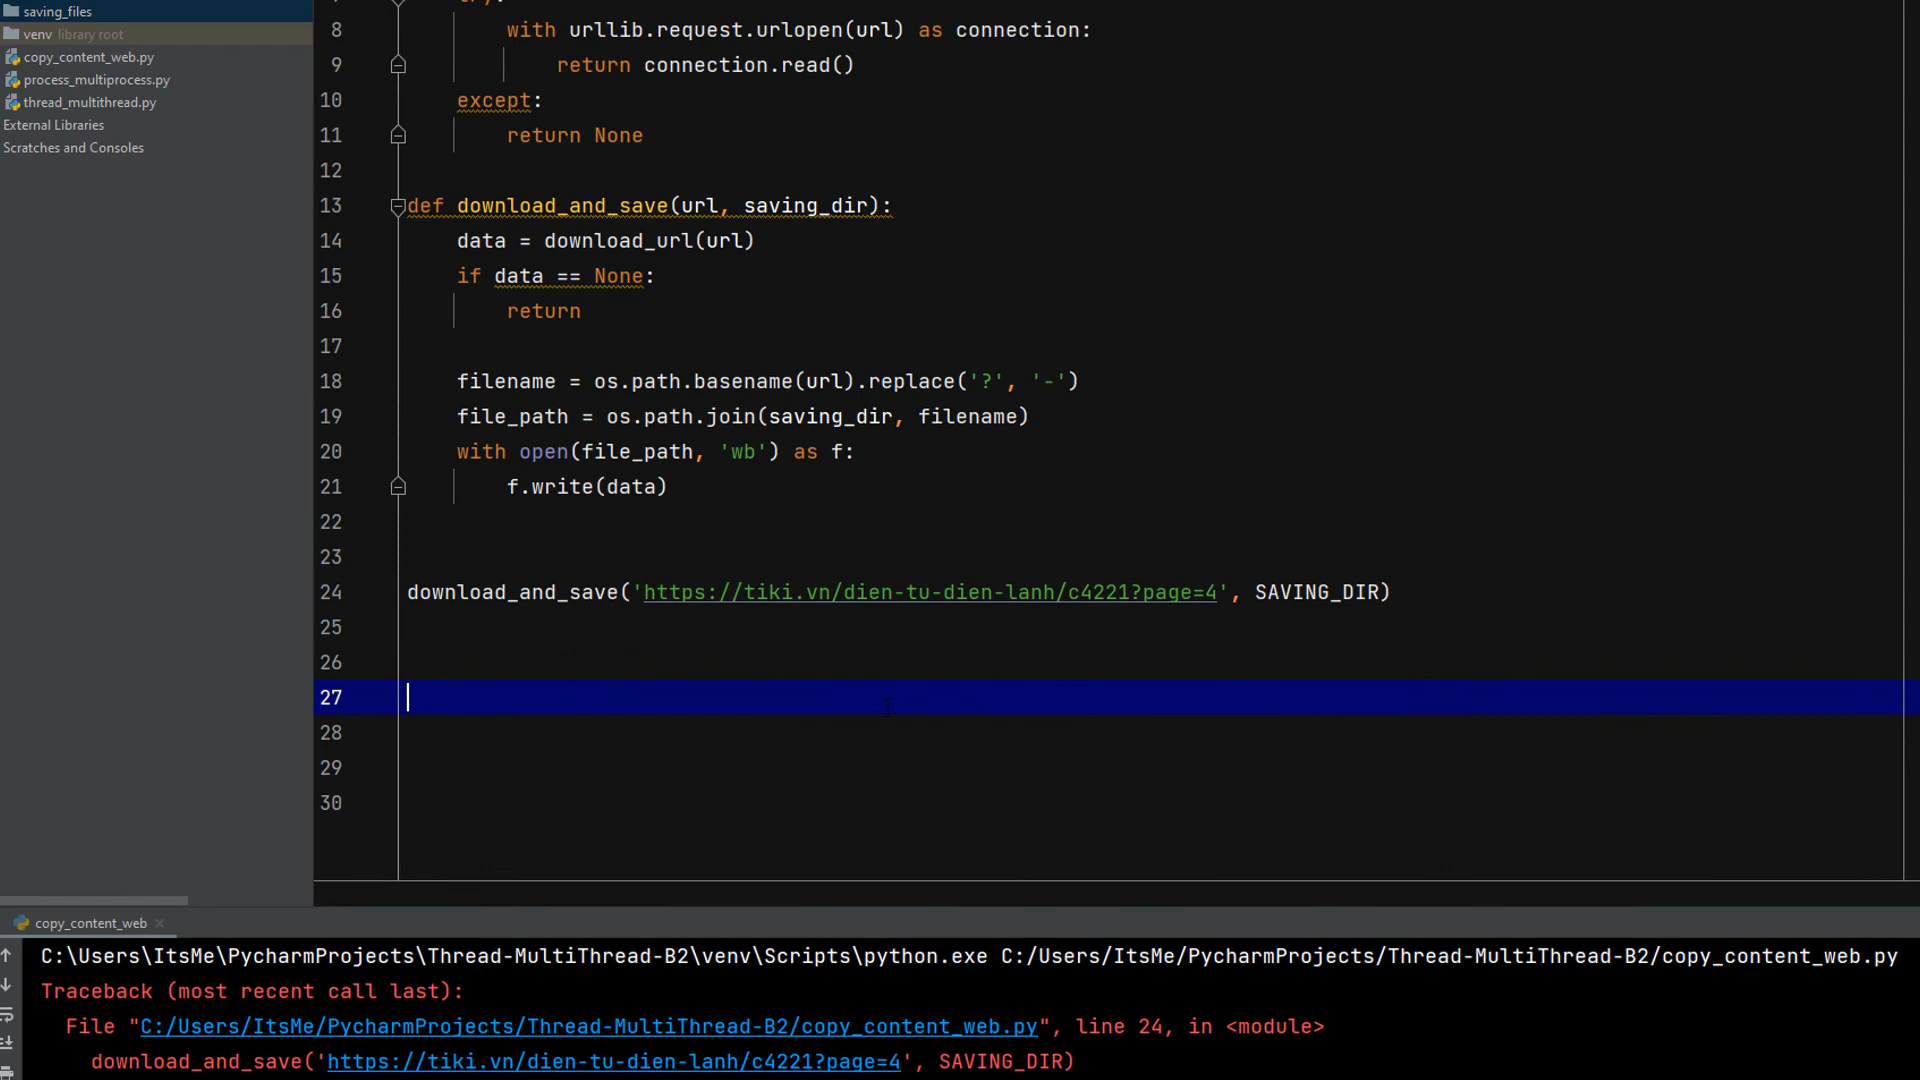 saving_files
venv library root
copy_content_web.py
process_multiprocess.py
thread_multithread.py
External Libraries
Scratches and Consoles
8 with urllib.request.urlopen(url) as connection:
9 return connection.read()
10 except:
11 return None
12
13 def download_and_save(url, saving_dir):
14 data = download_url(url)
15 if data == None:
16 return
17
18 filename = os.path.basename(url).replace('?', '-')
19 file_path = os.path.join(saving_dir, filename)
20 with open(file_path, 'wb') as f:
21 f.write(data)
22
23
24 download_and_save('https://tiki.vn/dien-tu-dien-lanh/c4221?page=4', SAVING_DIR)
25
26
27
28
29
30
copy_content_web
C:\Users\ItsMe\PycharmProjects\Thread-MultiThread-B2\venv\Scripts\python.exe C:/Users/ItsMe/PycharmProjects/Thread-MultiThread-B2/copy_content_web.py
Traceback (most recent call last):
File "C:/Users/ItsMe/PycharmProjects/Thread-MultiThread-B2/copy_content_web.py", line 24, in <module>
download_and_save('https://tiki.vn/dien-tu-dien-lanh/c4221?page=4', SAVING_DIR)